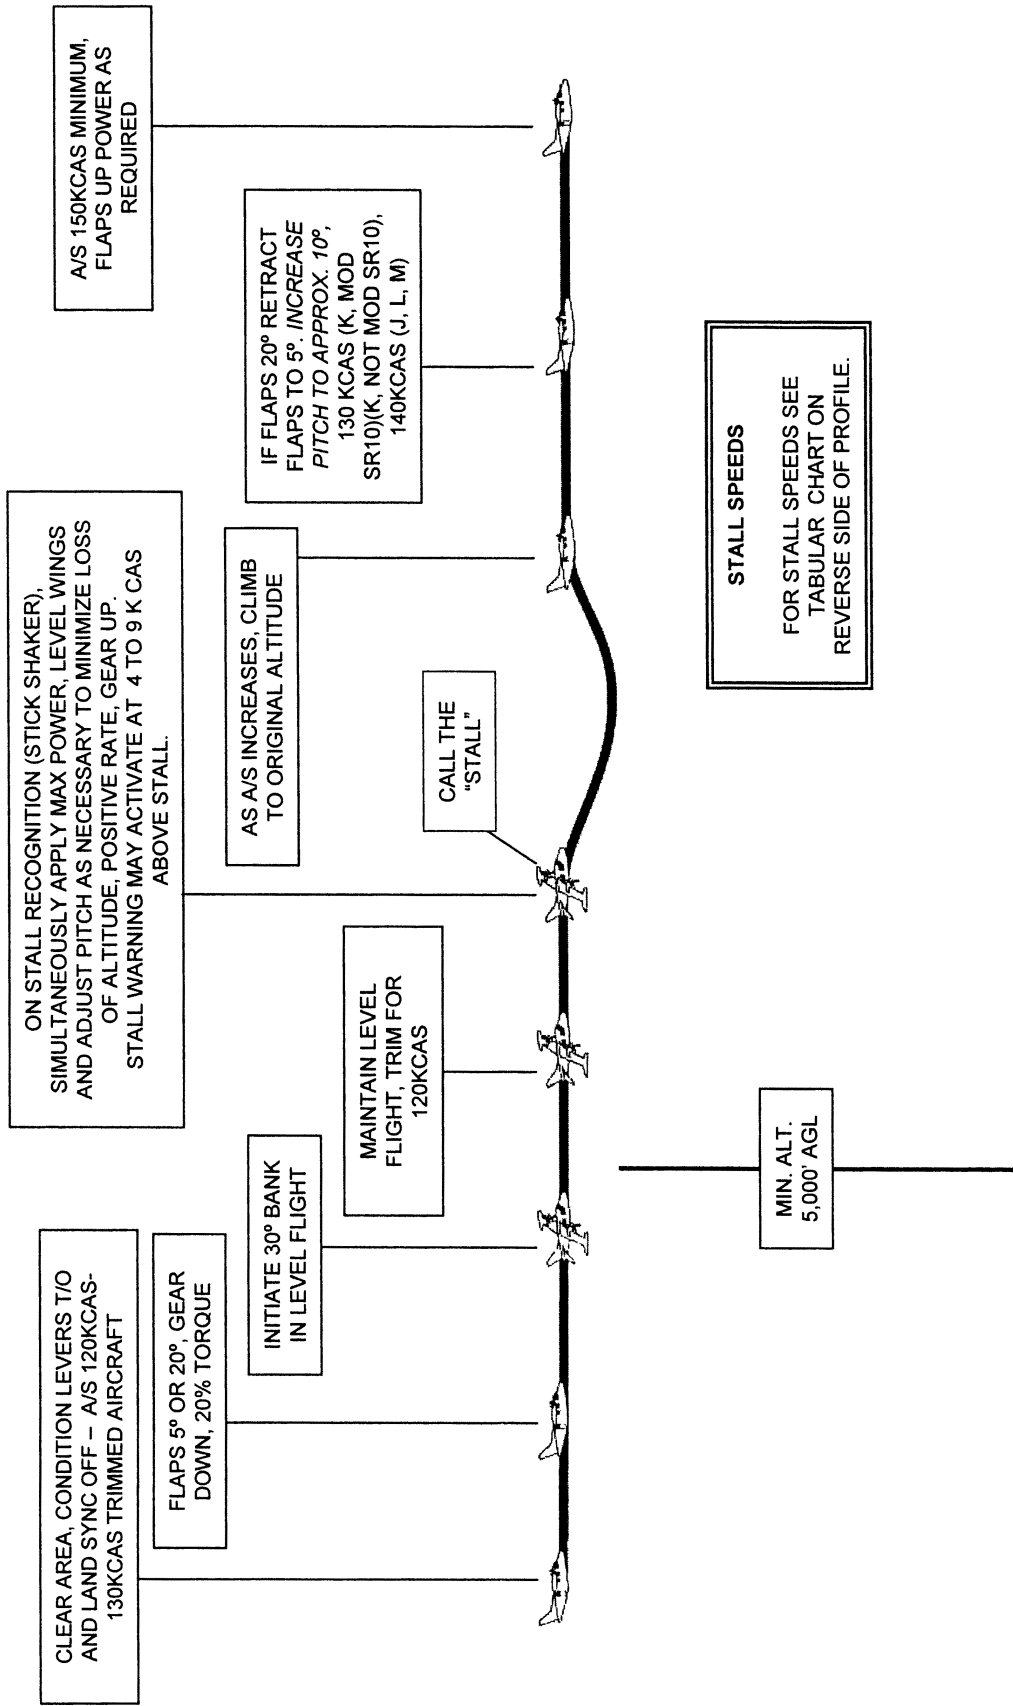 CLEAR AREA, CONDITION LEVERS T/O
AND LAND SYNC OFF – A/S 120KCAS-
130KCAS TRIMMED AIRCRAFT
FLAPS 5º OR 20º, GEAR
DOWN, 20% TORQUE
INITIATE 30º BANK
IN LEVEL FLIGHT
MAINTAIN LEVEL
FLIGHT, TRIM FOR
120KCAS
ON STALL RECOGNITION (STICK SHAKER),
SIMULTANEOUSLY APPLY MAX POWER, LEVEL WINGS
AND ADJUST PITCH AS NECESSARY TO MINIMIZE LOSS
OF ALTITUDE, POSITIVE RATE, GEAR UP.
STALL WARNING MAY ACTIVATE AT 4 TO 9 K CAS
ABOVE STALL.
CALL THE
“STALL”
AS A/S INCREASES, CLIMB
TO ORIGINAL ALTITUDE
IF FLAPS 20º RETRACT
FLAPS TO 5º. INCREASE
PITCH TO APPROX. 10º,
130 KCAS (K, MOD
SR10)(K, NOT MOD SR10),
140KCAS (J, L, M)
A/S 150KCAS MINIMUM,
FLAPS UP POWER AS
REQUIRED
MIN. ALT.
5,000’ AGL
STALL SPEEDS
FOR STALL SPEEDS SEE
TABULAR CHART ON
REVERSE SIDE OF PROFILE.